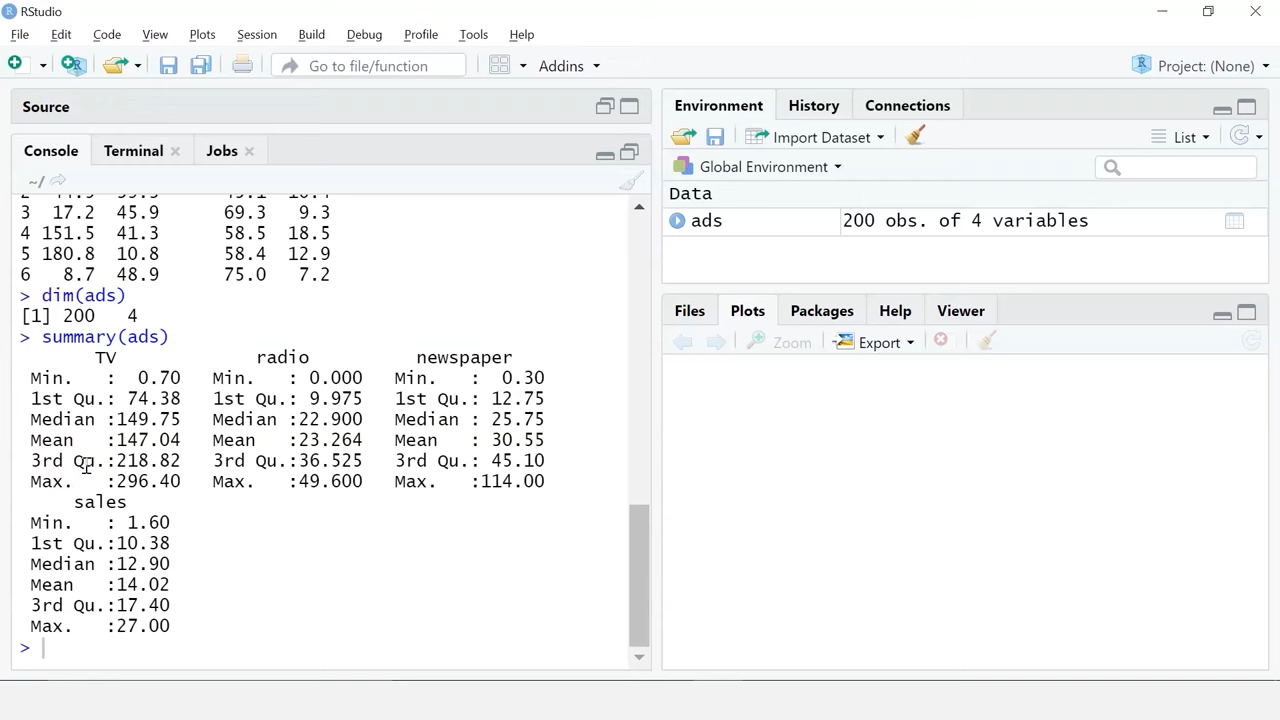 RStudio
File Edit Code View Plots Session Build Debug Profile Tools Help
Go to file/function Addins Project: (None)
Source
Console Terminal Jobs
~/
3 17.2 45.9 69.3 9.3
4 151.5 41.3 58.5 18.5
5 180.8 10.8 58.4 12.9
6 8.7 48.9 75.0 7.2
> dim(ads)
[1] 200 4
> summary(ads)
TV radio newspaper
Min. : 0.70 Min. : 0.000 Min. : 0.30
1st Qu.: 74.38 1st Qu.: 9.975 1st Qu.: 12.75
Median :149.75 Median :22.900 Median : 25.75
Mean :147.04 Mean :23.264 Mean : 30.55
3rd Qu.:218.82 3rd Qu.:36.525 3rd Qu.: 45.10
Max. :296.40 Max. :49.600 Max. :114.00
sales
Min. : 1.60
1st Qu.:10.38
Median :12.90
Mean :14.02
3rd Qu.:17.40
Max. :27.00
>
Environment History Connections
Import Dataset List
Global Environment
Data
ads 200 obs. of 4 variables
Files Plots Packages Help Viewer
Zoom Export